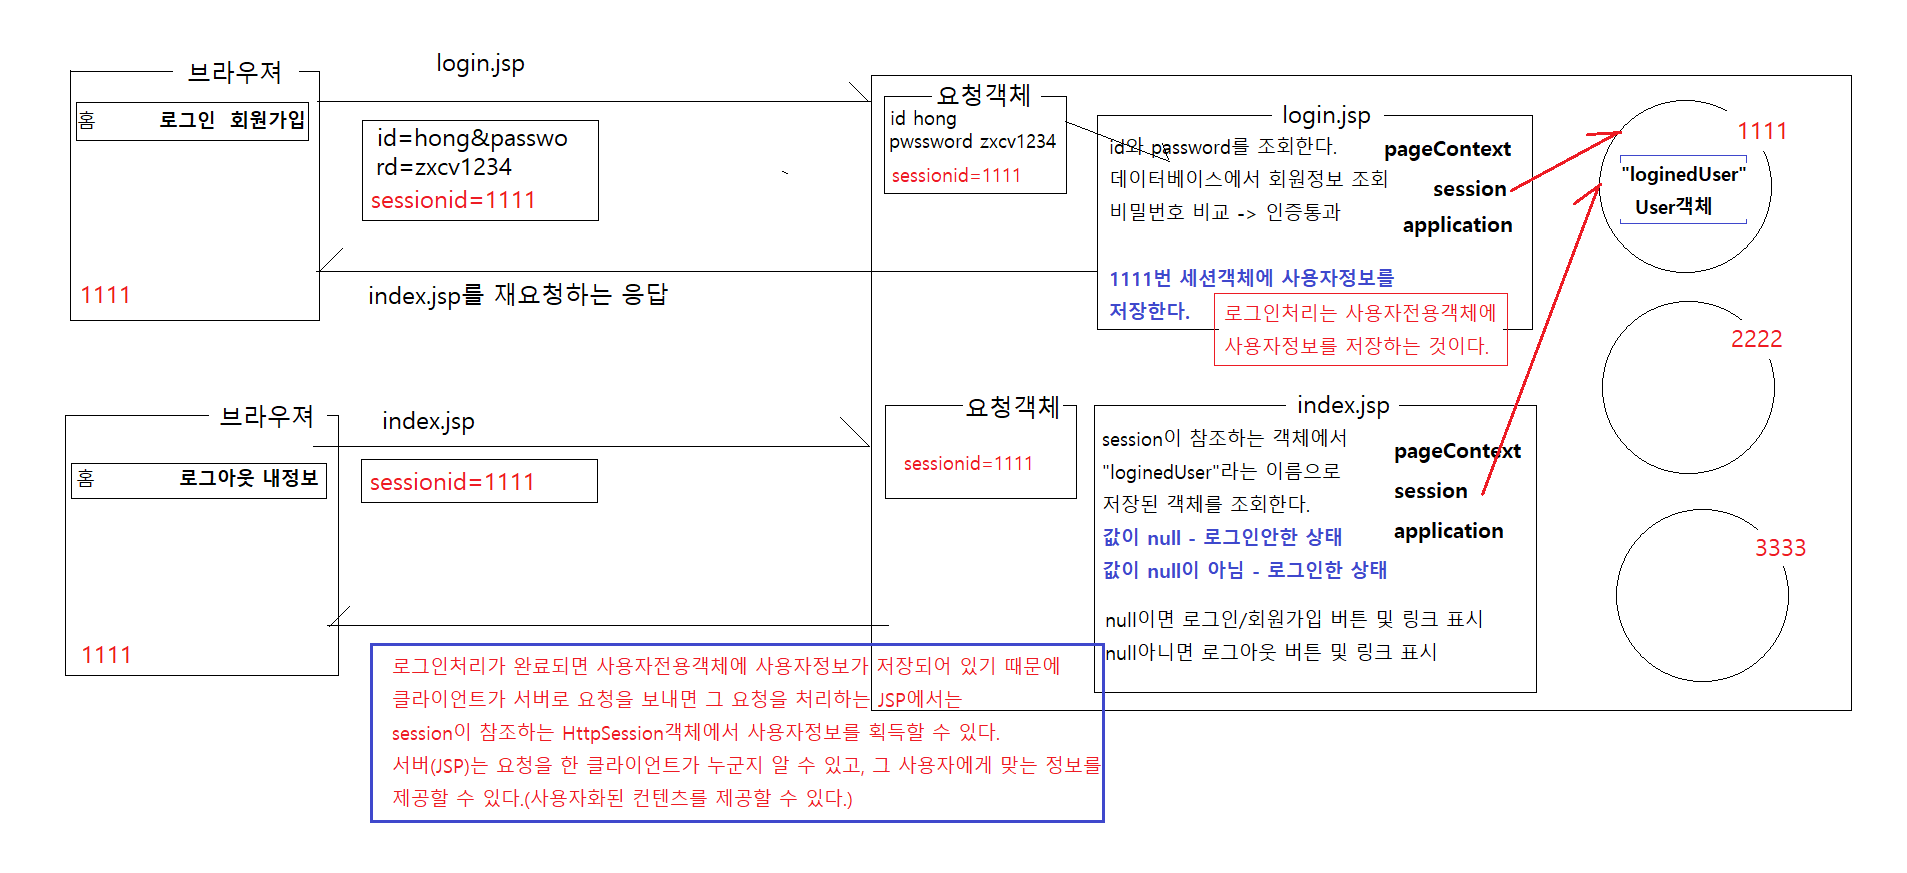 브라우져
홈 로그인 회원가입
1111
login.jsp
id=hong&passwo
rd=zxcv1234
sessionid=1111
index.jsp를 재요청하는 응답
요청객체
id hong
pwssword zxcv1234
sessionid=1111
login.jsp
id와 password를 조회한다.
데이터베이스에서 회원정보 조회
비밀번호 비교 -> 인증통과
pageContext
session
application
1111번 세션객체에 사용자정보를
저장한다.
로그인처리는 사용자전용객체에
사용자정보를 저장하는 것이다.
1111
"loginedUser"
User객체
2222
3333
브라우져
홈 로그아웃 내정보
1111
index.jsp
sessionid=1111
요청객체
sessionid=1111
index.jsp
session이 참조하는 객체에서
"loginedUser"라는 이름으로
저장된 객체를 조회한다.
값이 null - 로그인안한 상태
값이 null이 아님 - 로그인한 상태
null이면 로그인/회원가입 버튼 및 링크 표시
null아니면 로그아웃 버튼 및 링크 표시
pageContext
session
application
로그인처리가 완료되면 사용자전용객체에 사용자정보가 저장되어 있기 때문에
클라이언트가 서버로 요청을 보내면 그 요청을 처리하는 JSP에서는
session이 참조하는 HttpSession객체에서 사용자정보를 획득할 수 있다.
서버(JSP)는 요청을 한 클라이언트가 누군지 알 수 있고, 그 사용자에게 맞는 정보를
제공할 수 있다.(사용자화된 컨텐츠를 제공할 수 있다.)